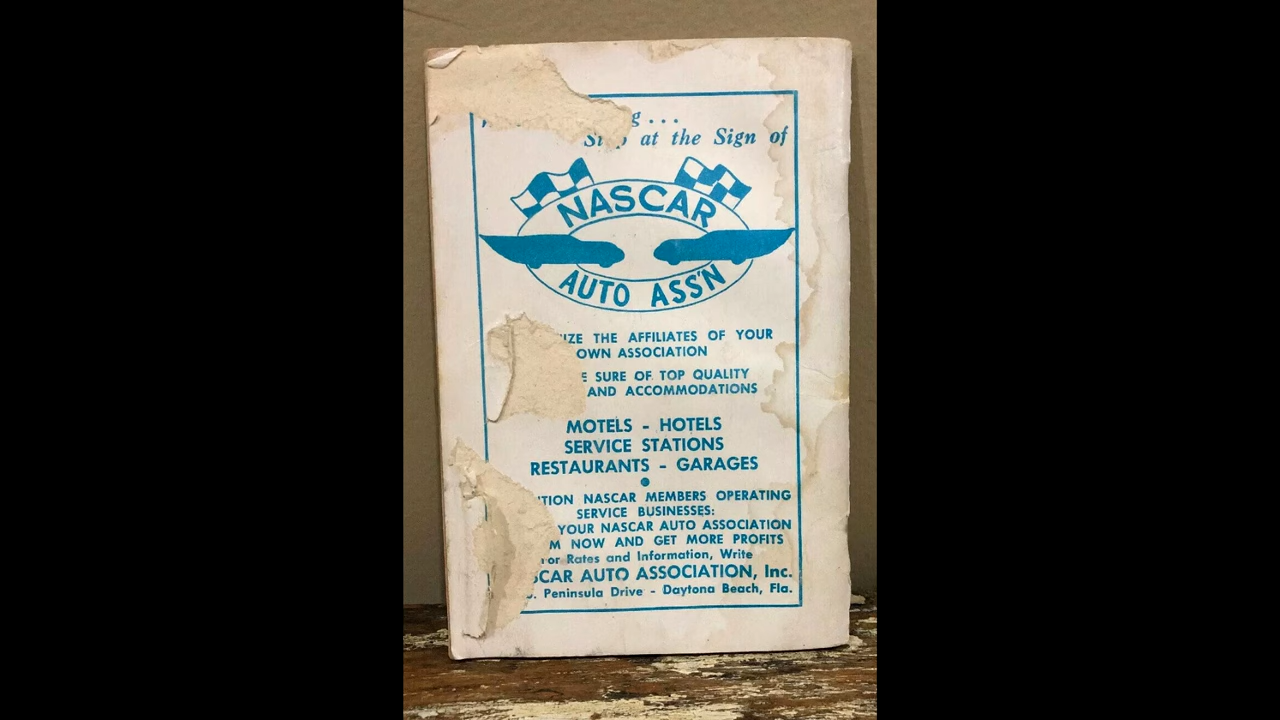 g . . .
at the Sign of
NASCAR
AUTO ASS'N
THE AFFILIATES OF YOUR
OWN ASSOCIATION
SURE OF TOP QUALITY
AND ACCOMMODATIONS
MOTELS - HOTELS
SERVICE STATIONS
RESTAURANTS - GARAGES
NASCAR MEMBERS OPERATING
SERVICE BUSINESSES:
YOUR NASCAR AUTO ASSOCIATION
NOW AND GET MORE PROFITS
Rates and Information, Write
AUTO ASSOCIATION, Inc.
Peninsula Drive - Daytona Beach, Fla.